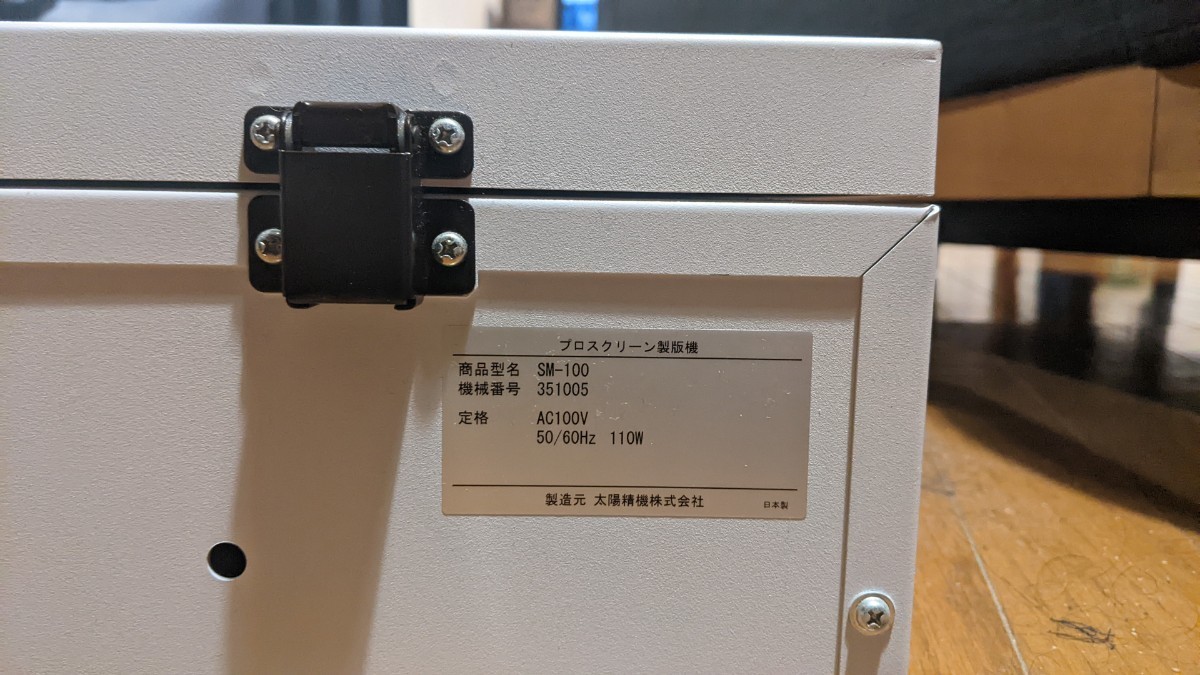 プロスクリーン製版機
商品型名 SM-100
機械番号 351005
定格 AC100V
50/60Hz 110W
製造元 太陽精機株式会社 日本製